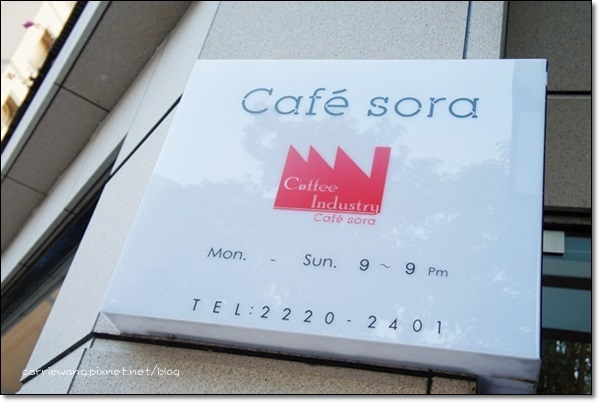 Café sora
Coffee
Industry
Café sora
Mon. - Sun. 9~9 Pm
TEL:2220-2401
carriewang.pixnet.net/blog